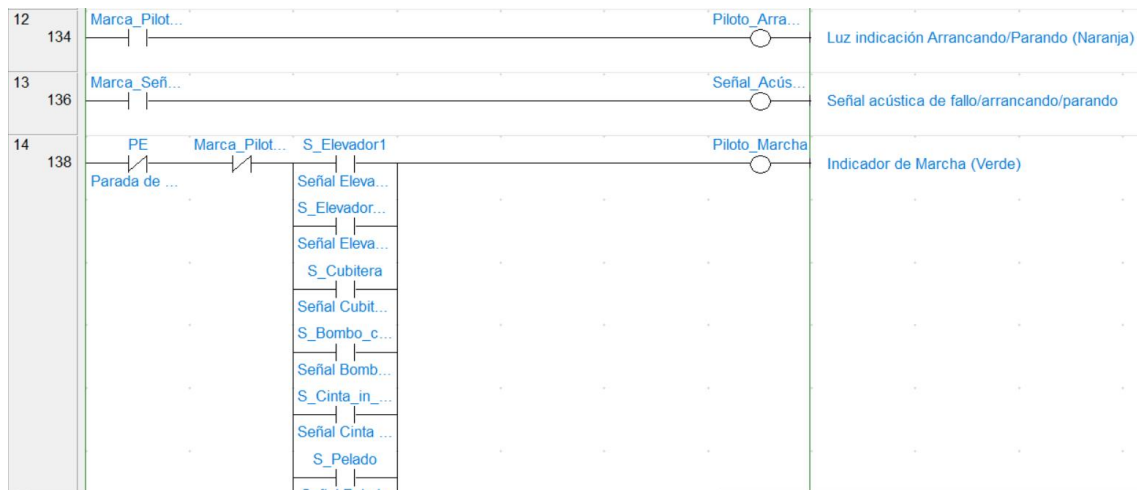 12 Marca_Pilot... Piloto_Arra...
134 Luz indicación Arrancando/Parando (Naranja)
13 Marca_Señ... Señal_Acús...
136 Señal acústica de fallo/arrancando/parando
14 PE Marca_Pilot... S_Elevador1 Piloto_Marcha
138 Indicador de Marcha (Verde)
Parada de ... Señal Eleva...
S_Elevador...
Señal Eleva...
S_Cubitera
Señal Cubit...
S_Bombo_c...
Señal Bomb...
S_Cinta_in_...
Señal Cinta ...
S_Pelado